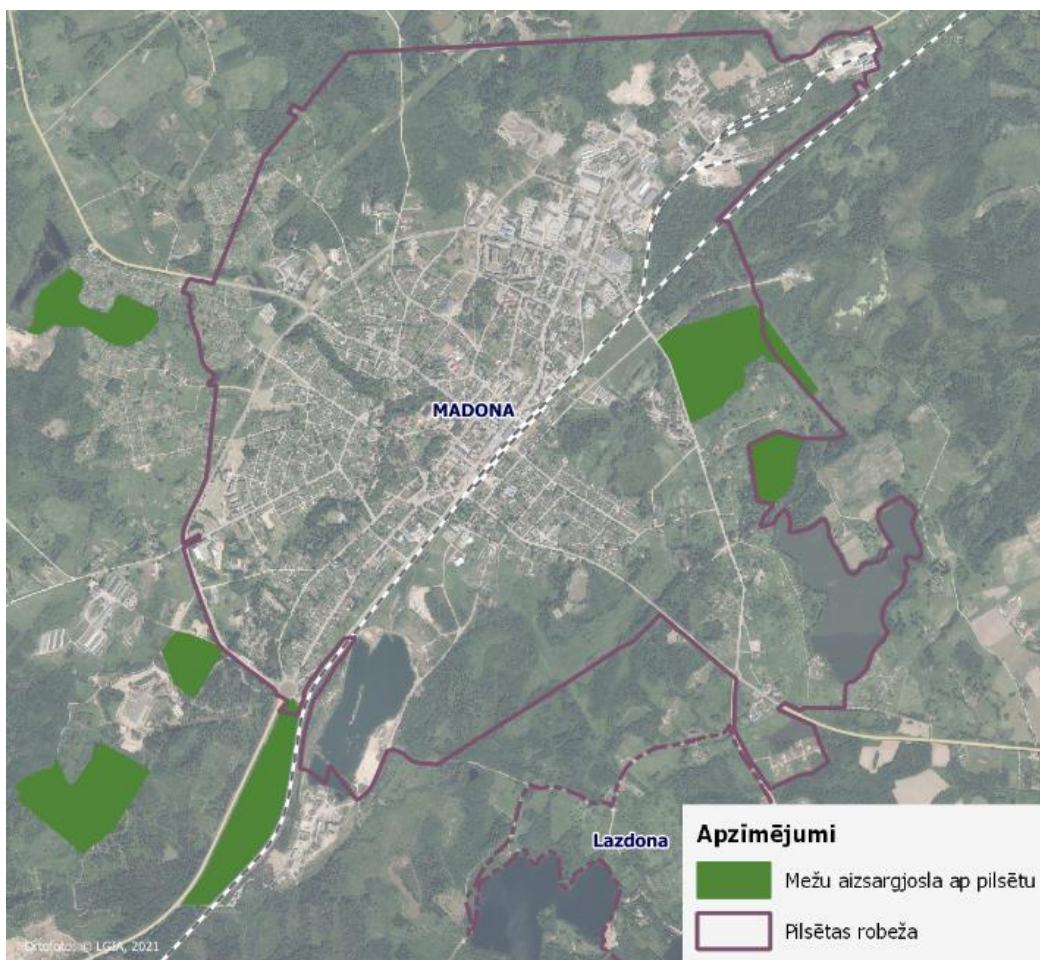 MADONA
Lazdona
Apzīmējumi
Mežu aizsargjosla ap pilsētu
Pilsētas robeža
Ortofoto: © LĢIA, 2021